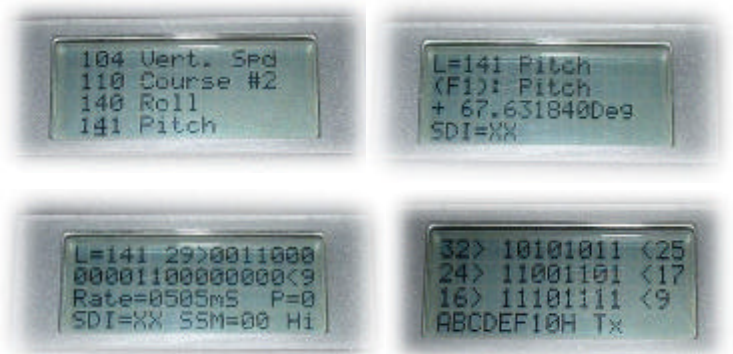 104 Vert. Spd
110 Course #2
140 Roll
141 Pitch
L=141 Pitch
(F1): Pitch
+ 67.631840Deg
SDI=XX
L=141 29>0011000
00001100000000<9
Rate=0505mS P=0
SDI=XX SSM=00 Hi
32> 10101011 <25
24> 11001101 <17
16> 11101111 <9
ABCDEF10H Tx